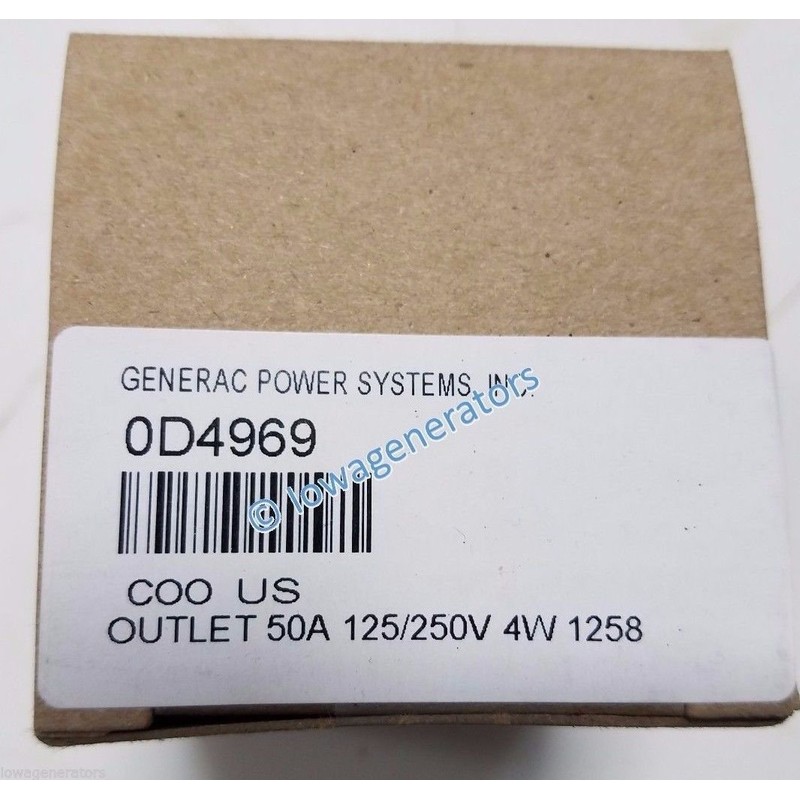 GENERAC POWER SYSTEMS, INC.
0D4969
© Iowagenerators
COO US
OUTLET 50A 125/250V 4W 1258
Iowagenerators